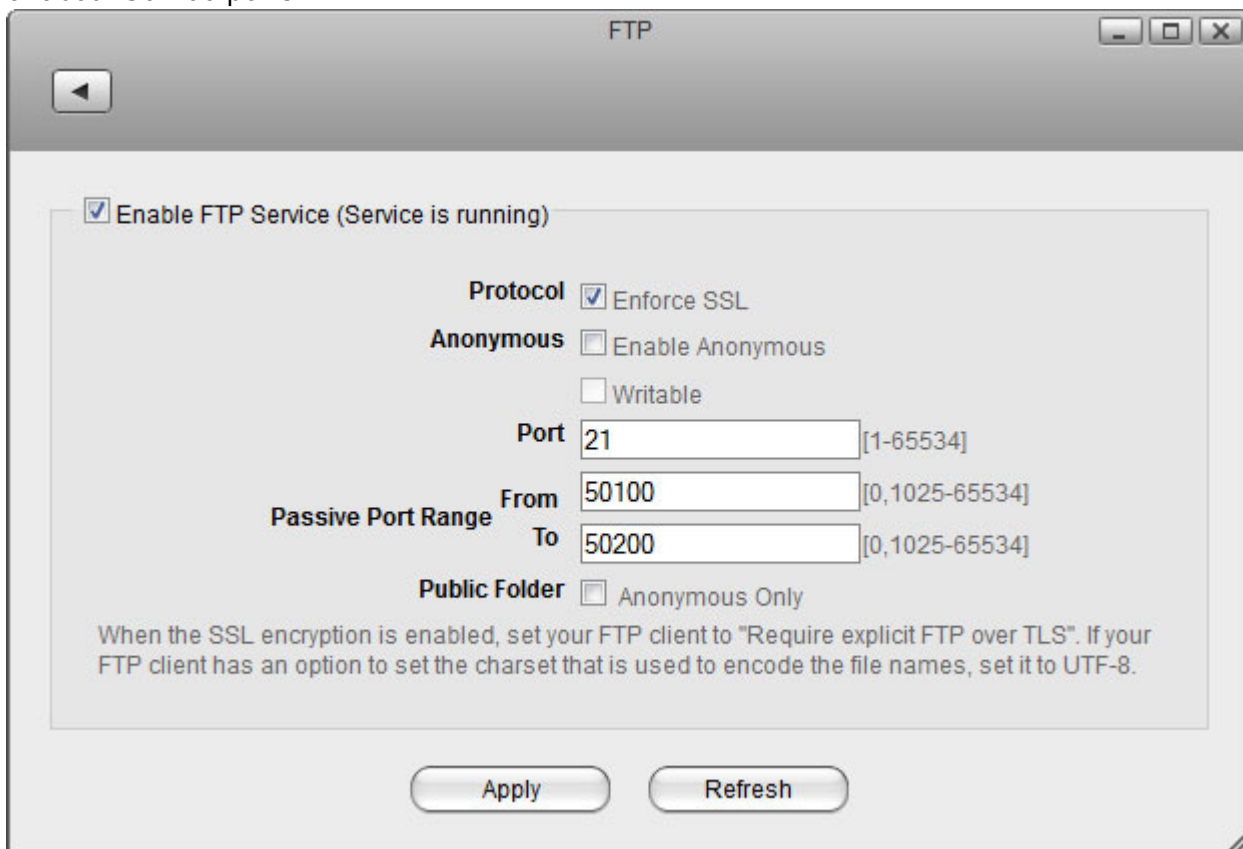 FTP
Enable FTP Service (Service is running)
Protocol Enforce SSL
Anonymous Enable Anonymous
Writable
Port 21 [1-65534]
Passive Port Range From 50100 [0,1025-65534]
To 50200 [0,1025-65534]
Public Folder Anonymous Only
When the SSL encryption is enabled, set your FTP client to "Require explicit FTP over TLS". If your
FTP client has an option to set the charset that is used to encode the file names, set it to UTF-8.
Apply Refresh